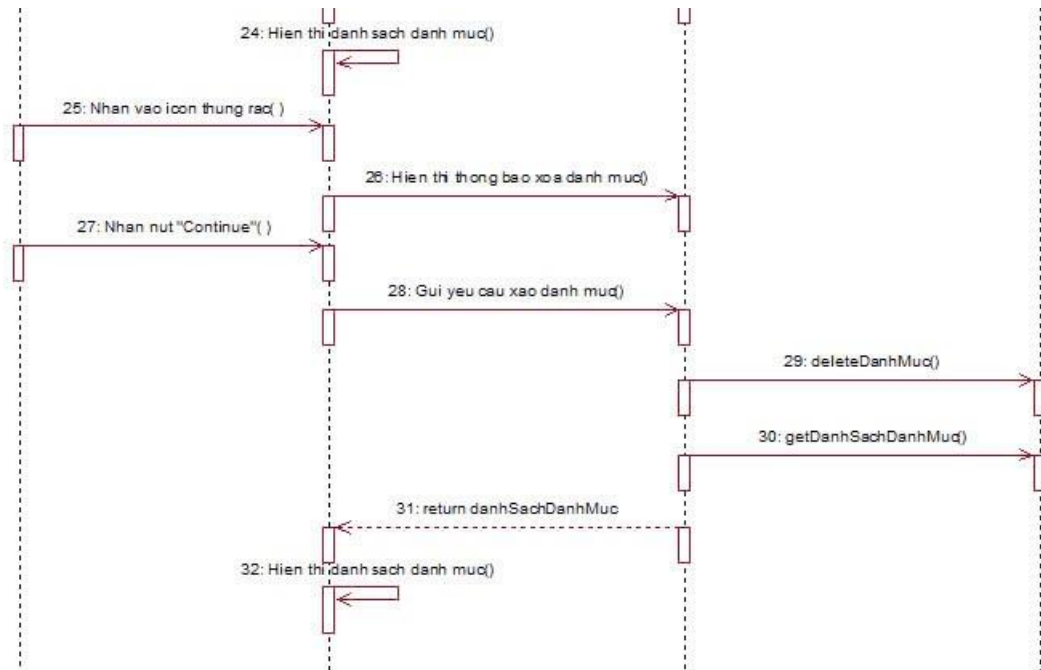 24: Hien thi danh sach danh muc()
25: Nhan vao icon thung rac( )
26: Hien thi thong bao xoa danh muc()
27: Nhan nut "Continue"( )
28: Gui yeu cau xao danh muc()
29: deleteDanhMuc()
30: getDanhSachDanhMuc()
31: return danhSachDanhMuc
32: Hien thi danh sach danh muc()